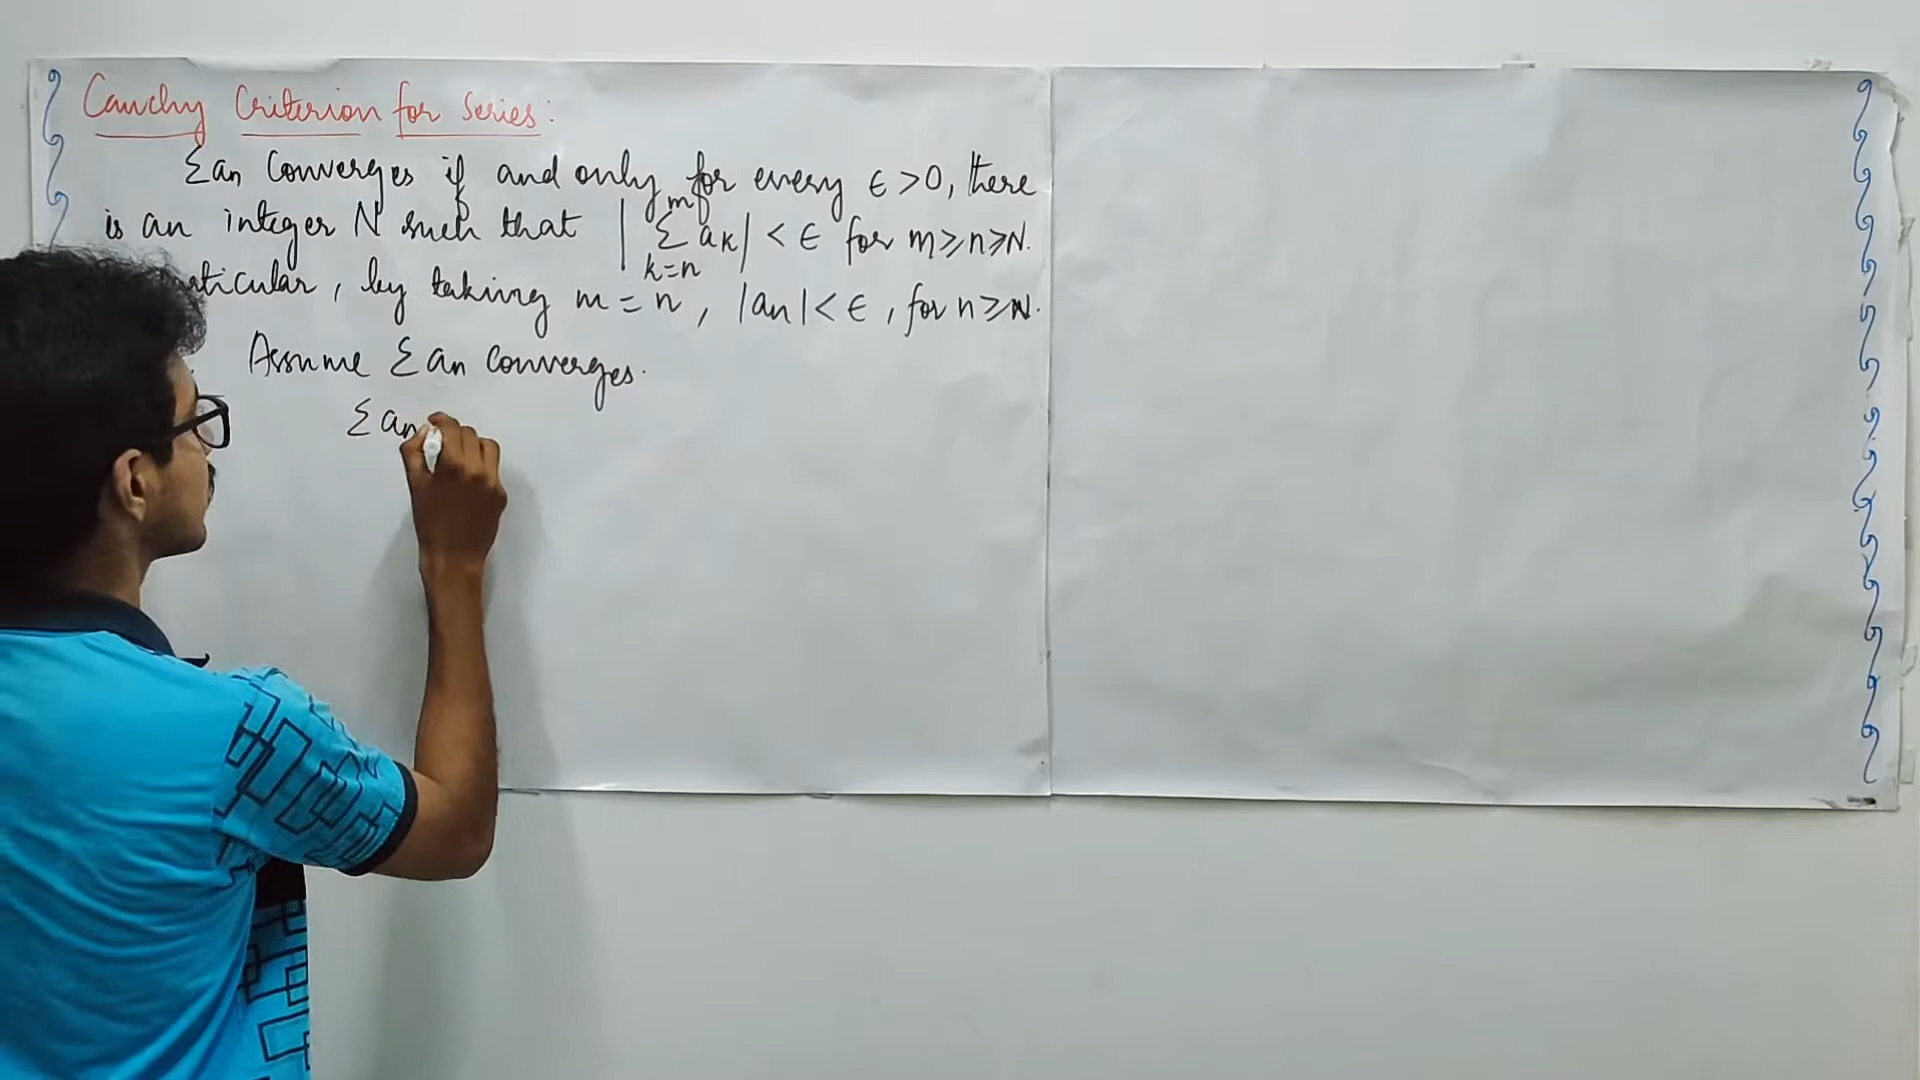 Cauchy Criterion for Series:
Σan Converges if and only for every ϵ>0, there
is an integer N such that |Σ_{k=n}^{m} ak| < ϵ for m≥n≥N.
rticular, by taking m=n, |an|<ϵ, for n≥N.
Assume Σan converges.
Σan